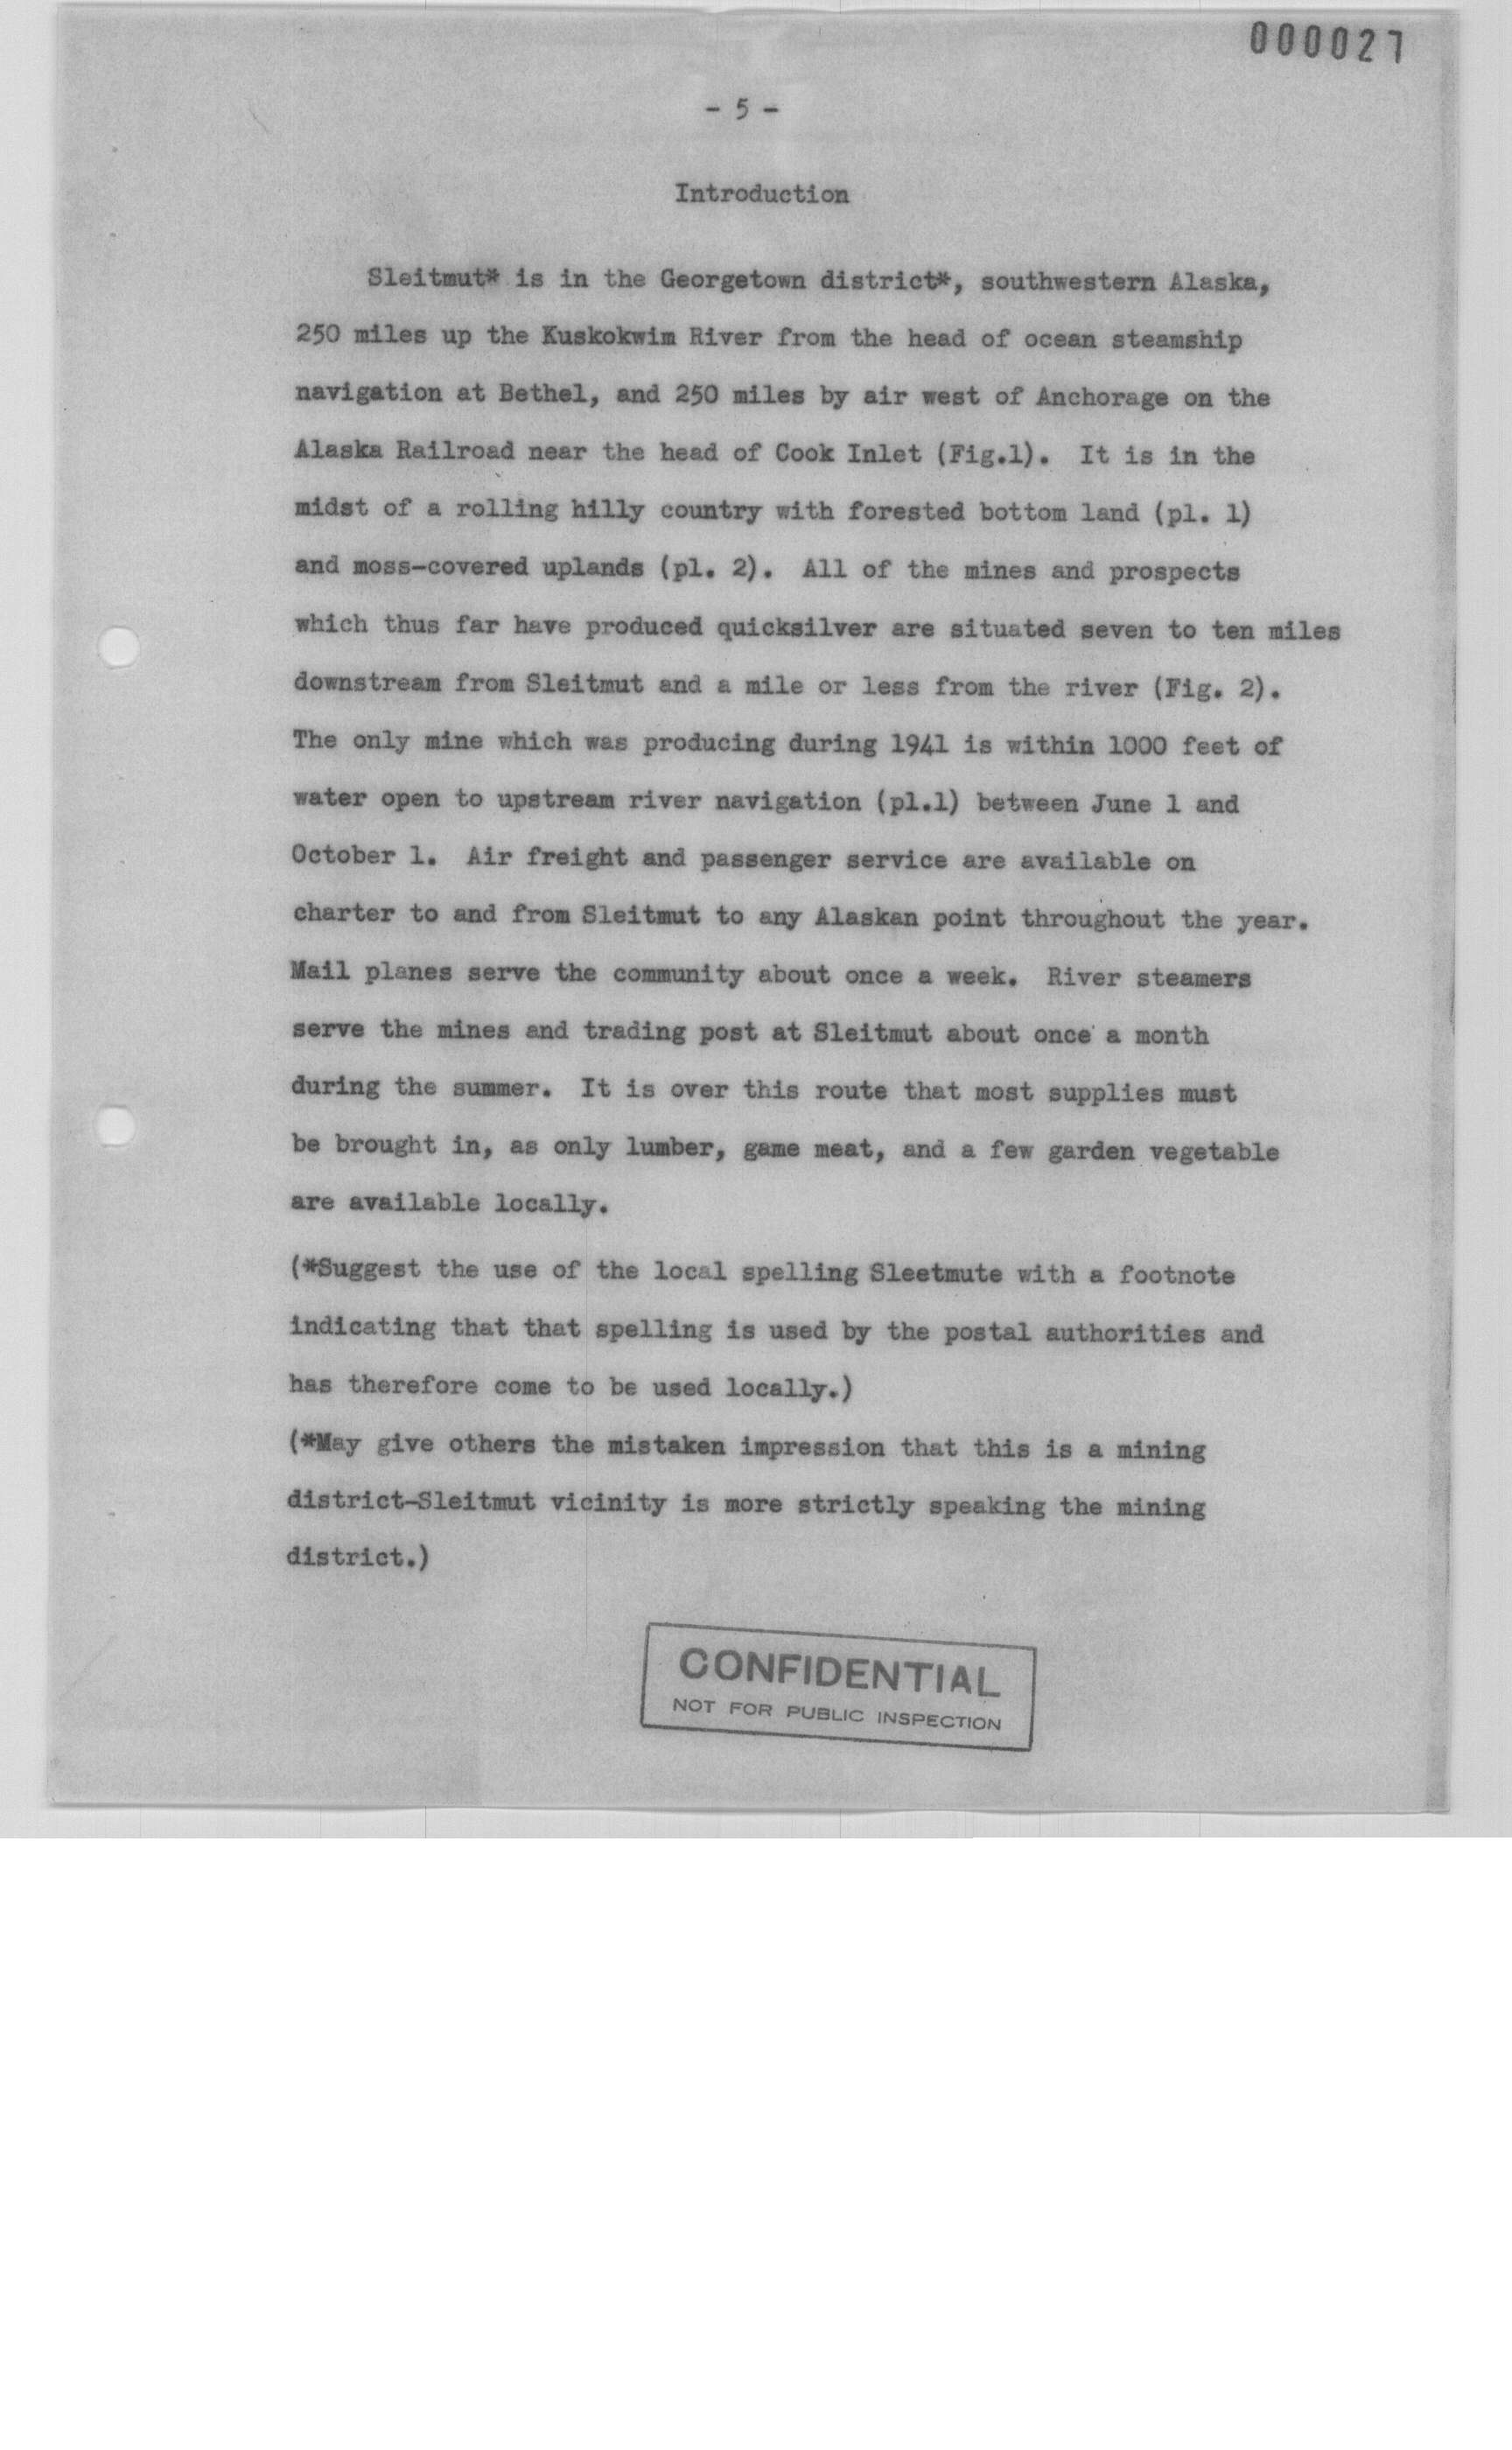 000027
- 5 -
Introduction
Sleitmut* is in the Georgetown district*, southwestern Alaska,
250 miles up the Kuskokwim River from the head of ocean steamship
navigation at Bethel, and 250 miles by air west of Anchorage on the
Alaska Railroad near the head of Cook Inlet (Fig.1). It is in the
midst of a rolling hilly country with forested bottom land (pl. 1)
and moss-covered uplands (pl. 2). All of the mines and prospects
which thus far have produced quicksilver are situated seven to ten miles
downstream from Sleitmut and a mile or less from the river (Fig. 2).
The only mine which was producing during 1941 is within 1000 feet of
water open to upstream river navigation (pl.1) between June 1 and
October 1. Air freight and passenger service are available on
charter to and from Sleitmut to any Alaskan point throughout the year.
Mail planes serve the community about once a week. River steamers
serve the mines and trading post at Sleitmut about once a month
during the summer. It is over this route that most supplies must
be brought in, as only lumber, game meat, and a few garden vegetable
are available locally.
(*Suggest the use of the local spelling Sleetmute with a footnote
indicating that that spelling is used by the postal authorities and
has therefore come to be used locally.)
(*May give others the mistaken impression that this is a mining
district-Sleitmut vicinity is more strictly speaking the mining
district.)
CONFIDENTIAL
NOT FOR PUBLIC INSPECTION